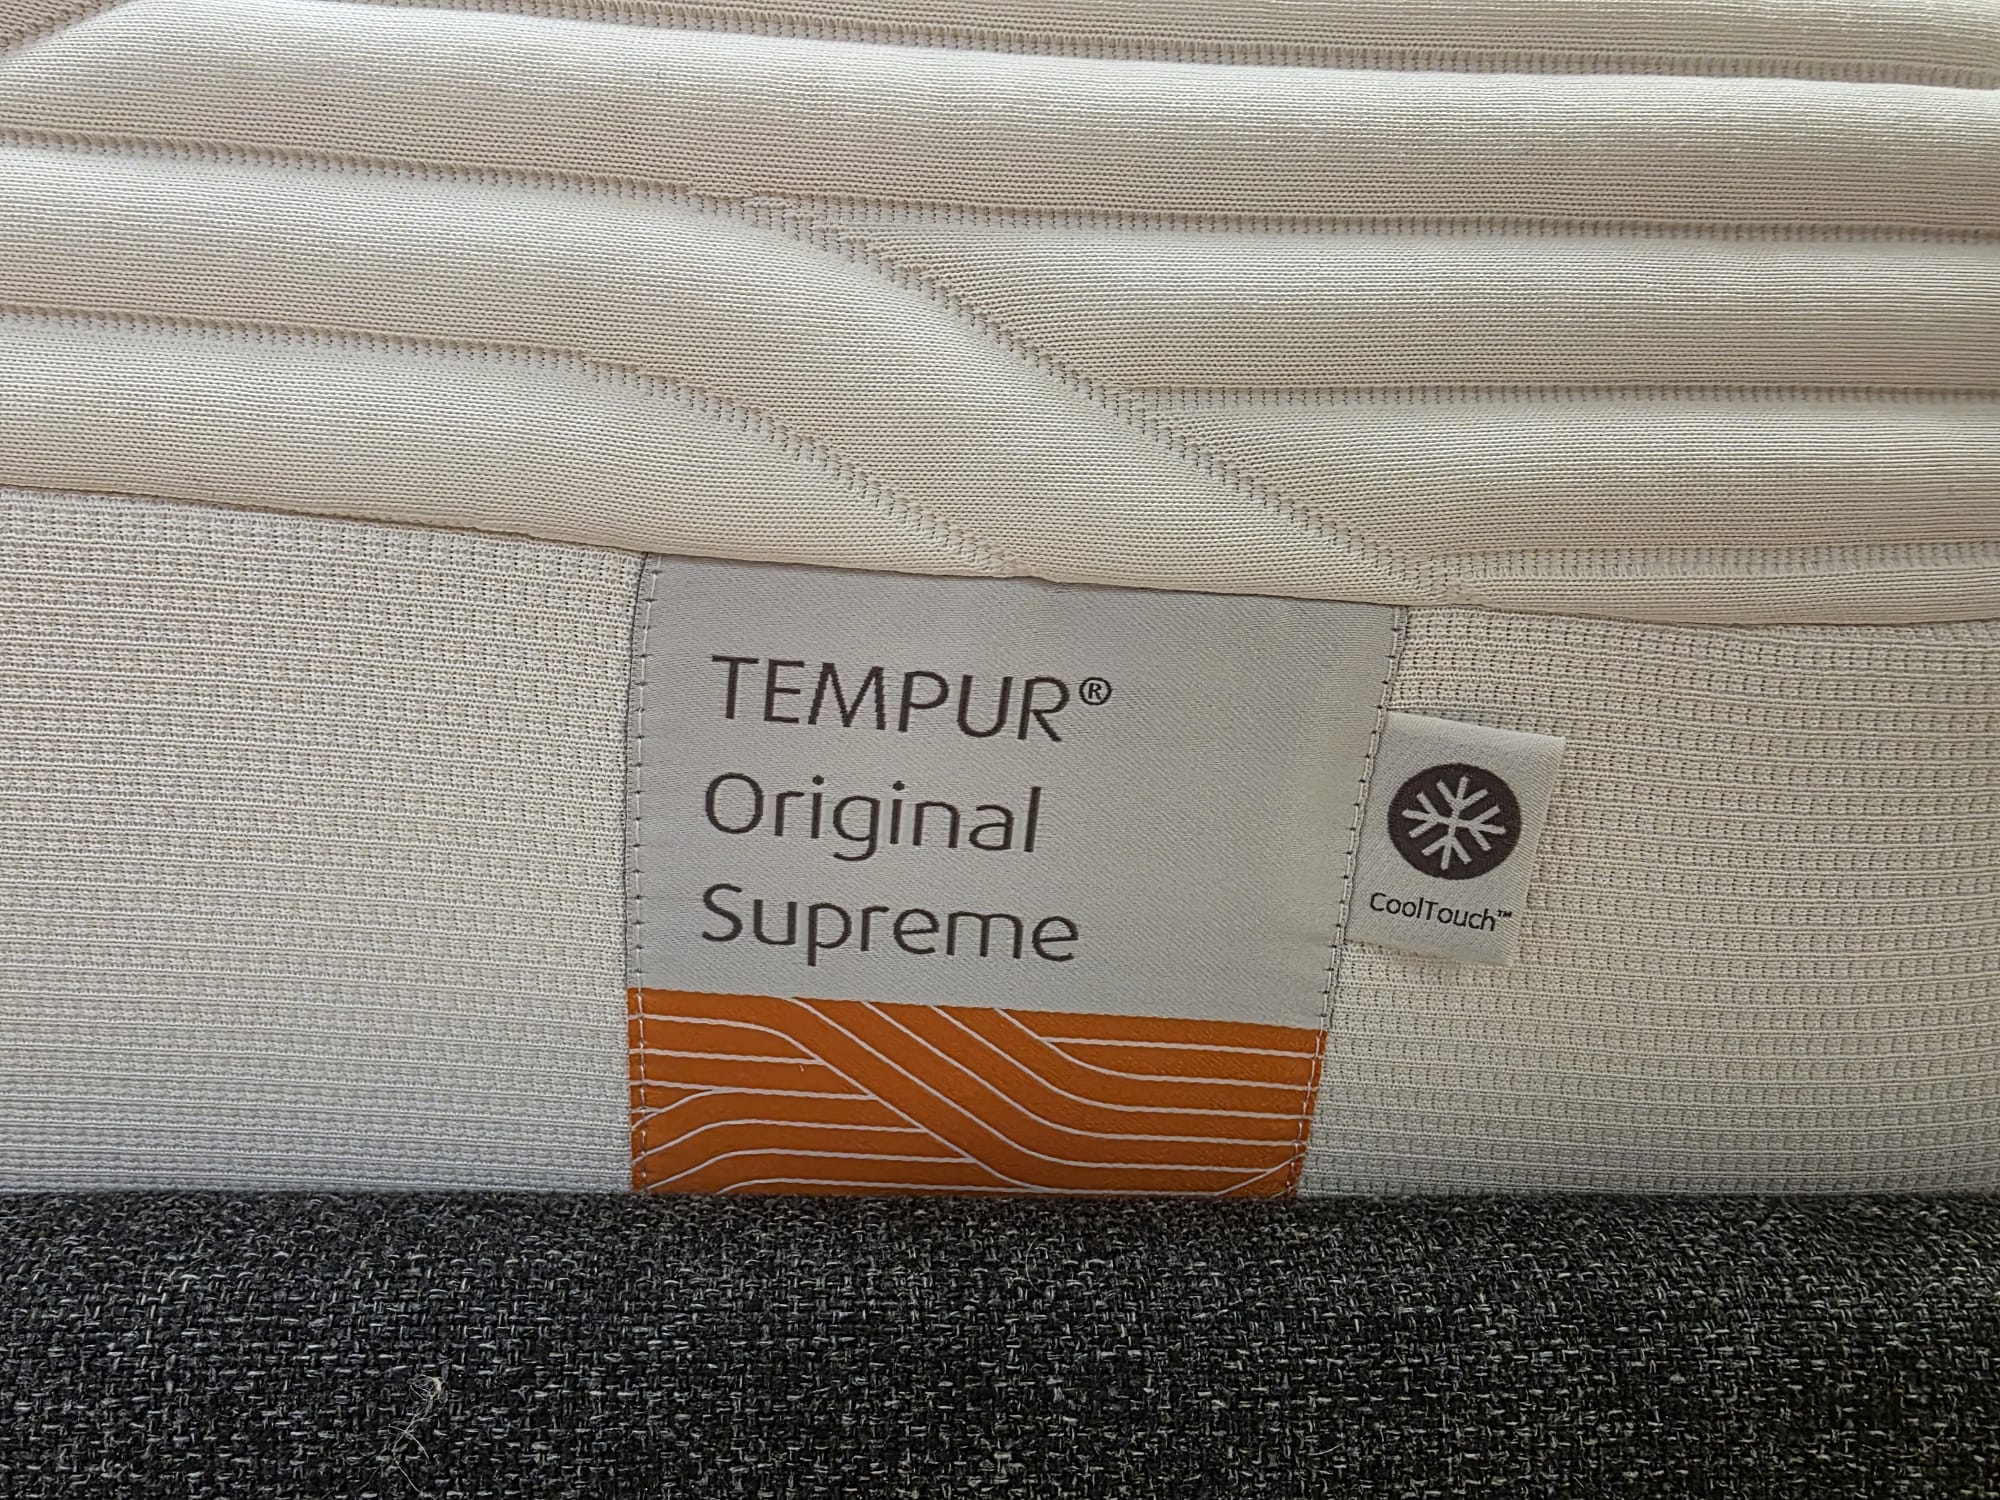 TEMPUR®
Original
Supreme
CoolTouch™